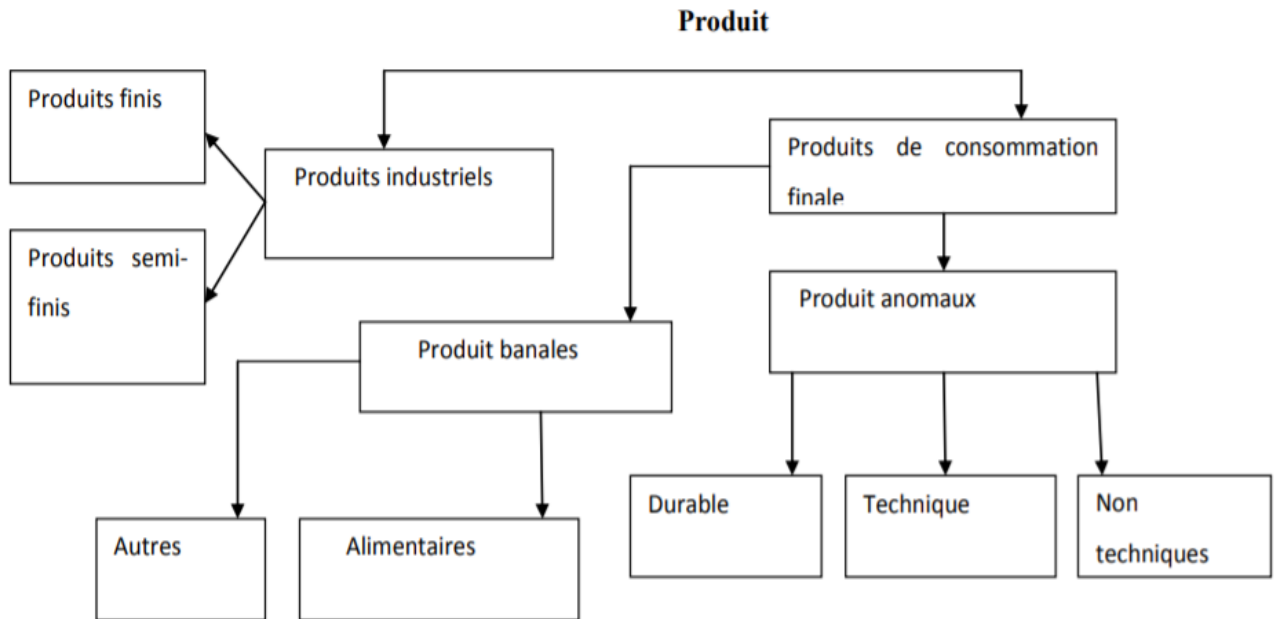 Produit
Produits finis
Produits industriels
Produits de consommation
finale
Produits semi-
finis
Produit anomaux
Produit banales
Durable
Technique
Non
techniques
Autres
Alimentaires